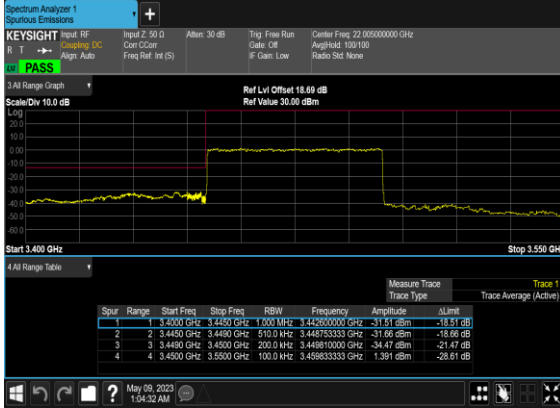 Spectrum Analyzer 1
Spurious Emissions
+
KEYSIGHT Input: RF Input Z: 50 Ω Atten: 30 dB Trig: Free Run Center Freq: 22.005000000 GHz
R T Coupling: DC Corr CCorr Gate: Off Avg|Hold: 100/100
Align: Auto Freq Ref: Int (S) IF Gain: Low Radio Std: None
LXI PASS
3 All Range Graph
Ref Lvl Offset 18.69 dB
Scale/Div 10.0 dB Ref Value 30.00 dBm
Log
20.0
10.0
0.00
-10.0
-20.0
-30.0
-40.0
-50.0
-60.0
Start 3.400 GHz Stop 3.550 GH
4 All Range Table
Measure Trace Trace 1
Trace Type Trace Average (Active)
Spur Range Start Freq Stop Freq RBW Frequency Amplitude ΔLimit
1 1 3.4000 GHz 3.4450 GHz 1.000 MHz 3.442600000 GHz -31.51 dBm -18.51 dB
2 2 3.4450 GHz 3.4490 GHz 510.0 kHz 3.448753333 GHz -31.66 dBm -18.66 dB
3 3 3.4490 GHz 3.4500 GHz 200.0 kHz 3.449810000 GHz -34.47 dBm -21.47 dB
4 4 3.4500 GHz 3.5500 GHz 100.0 kHz 3.459833333 GHz 1.391 dBm -28.61 dB
? May 09, 2023
1:04:32 AM